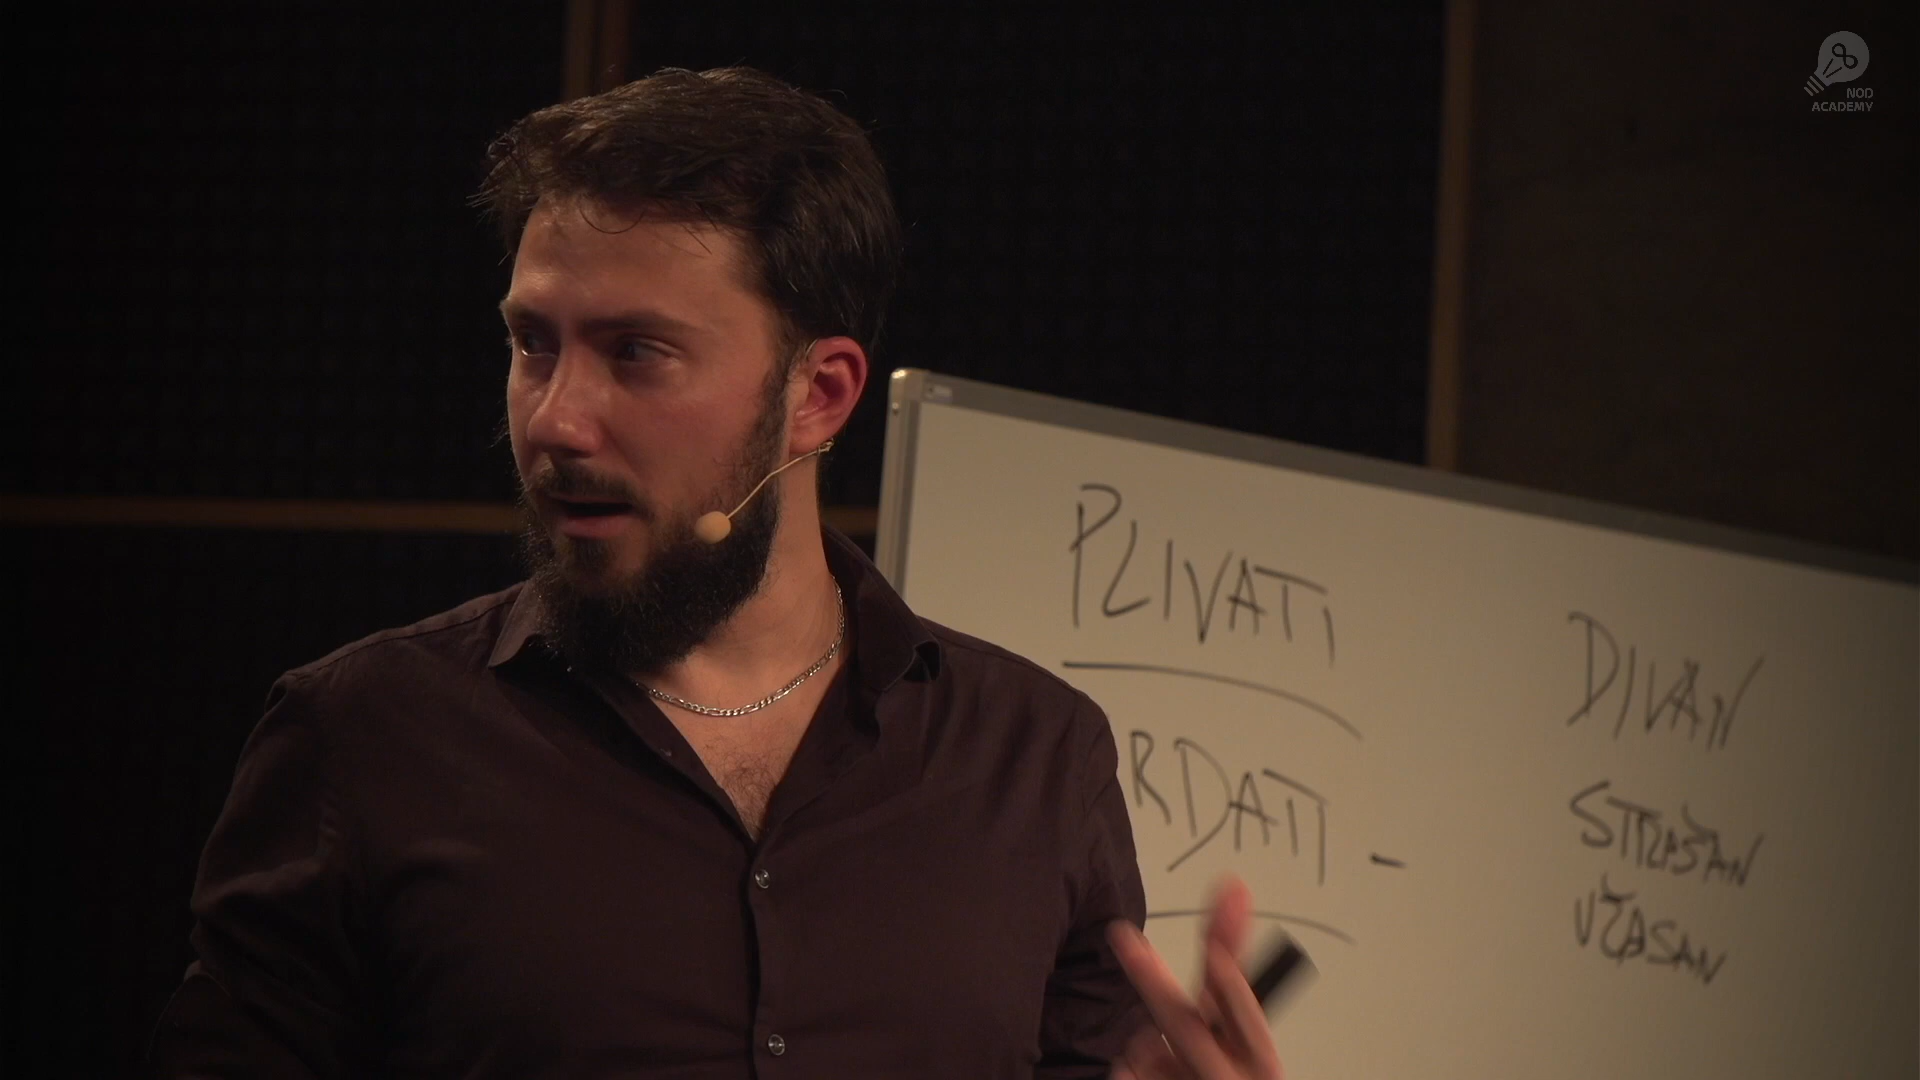 NOD
ACADEMY
PLIVATI
RDATI -
DIVAN
STRAŠAN
UŽASAN